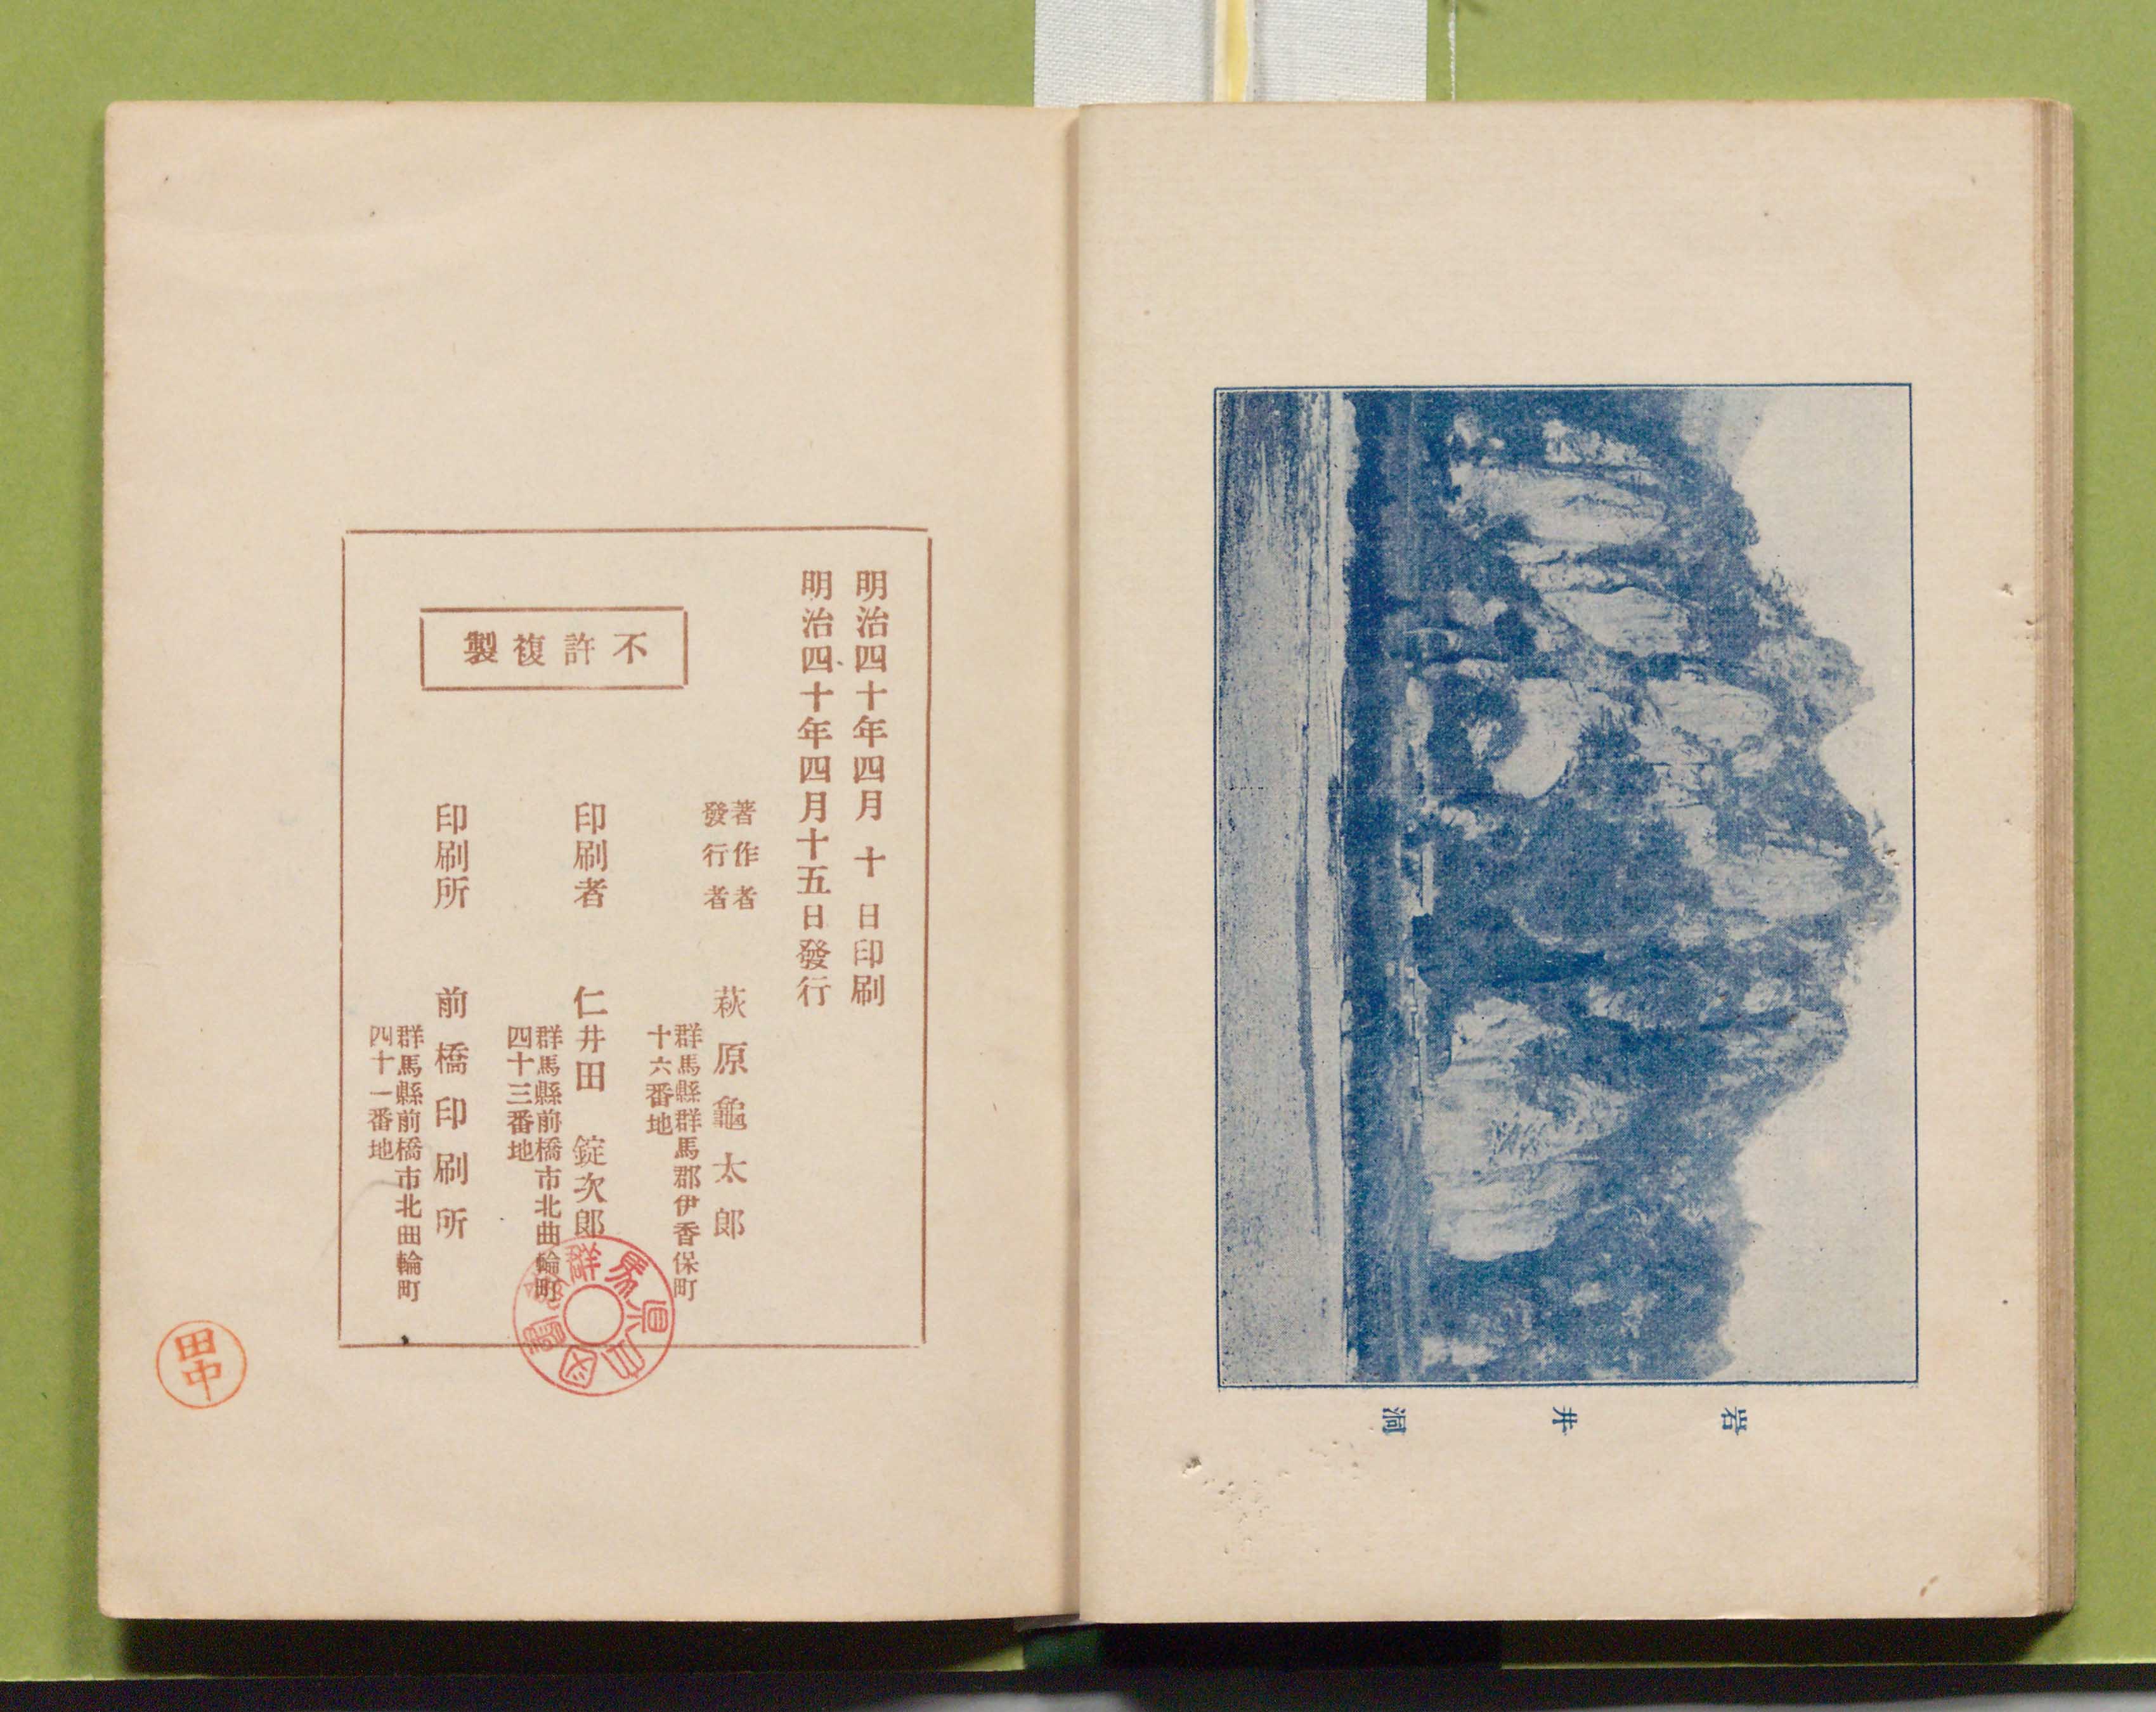 岩井洞
明治四十年四月十日印刷
明治四十年四月十五日發行
著作者
發行者
萩原龜太郎
群馬縣群馬郡伊香保町
十六番地
印刷者
仁井田錠次郎
群馬縣前橋市北曲輪町
四十三番地
印刷所
前橋印刷所
群馬縣前橋市北曲輪町
四十一番地
不許複製
田中